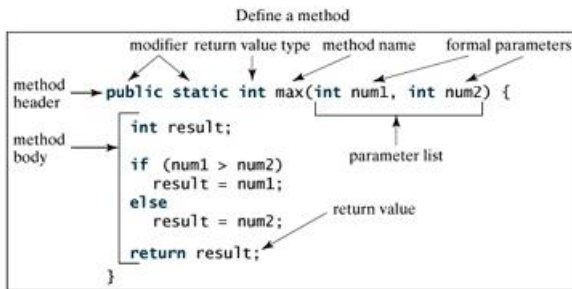 Define a method
modifier return value type method name formal parameters
method header
public static int max(int num1, int num2) {
method body
int result;
parameter list
if (num1 > num2)
result = num1;
else
result = num2;
return value
return result;
}